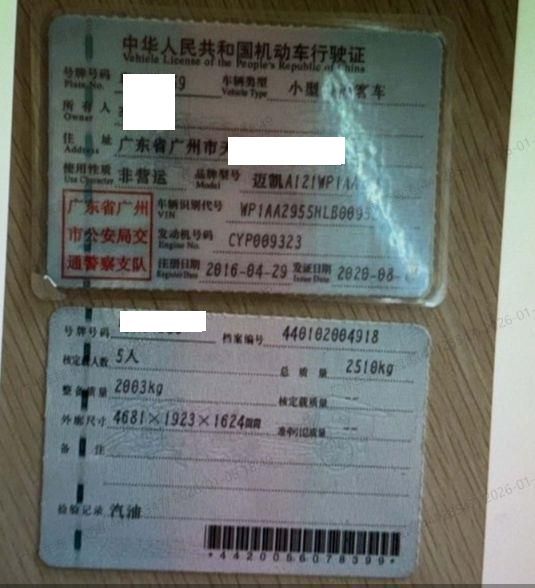 中华人民共和国机动车行驶证
Vehicle License of the People's Republic of China
号牌号码 车辆类型 小型 客车
Plate No. Vehicle Type
所有人
Owner
住址 广东省广州市天
Address
使用性质 非营运 品牌型号 迈凯A121WP1AA
Use Character Model
广东省广州
市公安局交
通警察支队
车辆识别代号 WP1AA2955HLB009
VIN
发动机号码 CYP009323
Engine No.
注册日期 2016-04-29 发证日期 2020-08-
Register Date Issue Date
号牌号码 档案编号 440102004918
核定载人数 5人 总质量 2510kg
整备质量 2003kg 核定载质量 --
外廓尺寸 4681×1923×1624mm 准牵引总质量 --
备注
检验记录 汽油
*4420056078399*